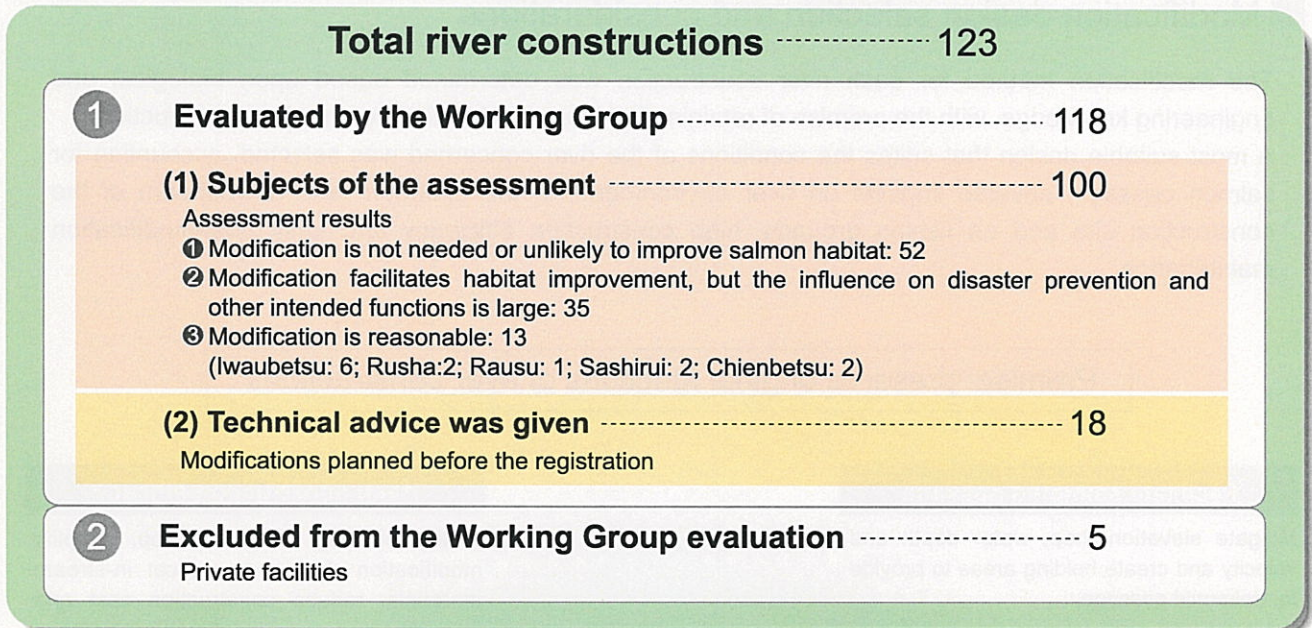 Total river constructions 123
1 Evaluated by the Working Group 118
(1) Subjects of the assessment 100
Assessment results
❶ Modification is not needed or unlikely to improve salmon habitat: 52
❷ Modification facilitates habitat improvement, but the influence on disaster prevention and
other intended functions is large: 35
❸ Modification is reasonable: 13
(Iwaubetsu: 6; Rusha:2; Rausu: 1; Sashirui: 2; Chienbetsu: 2)
(2) Technical advice was given 18
Modifications planned before the registration
2 Excluded from the Working Group evaluation 5
Private facilities